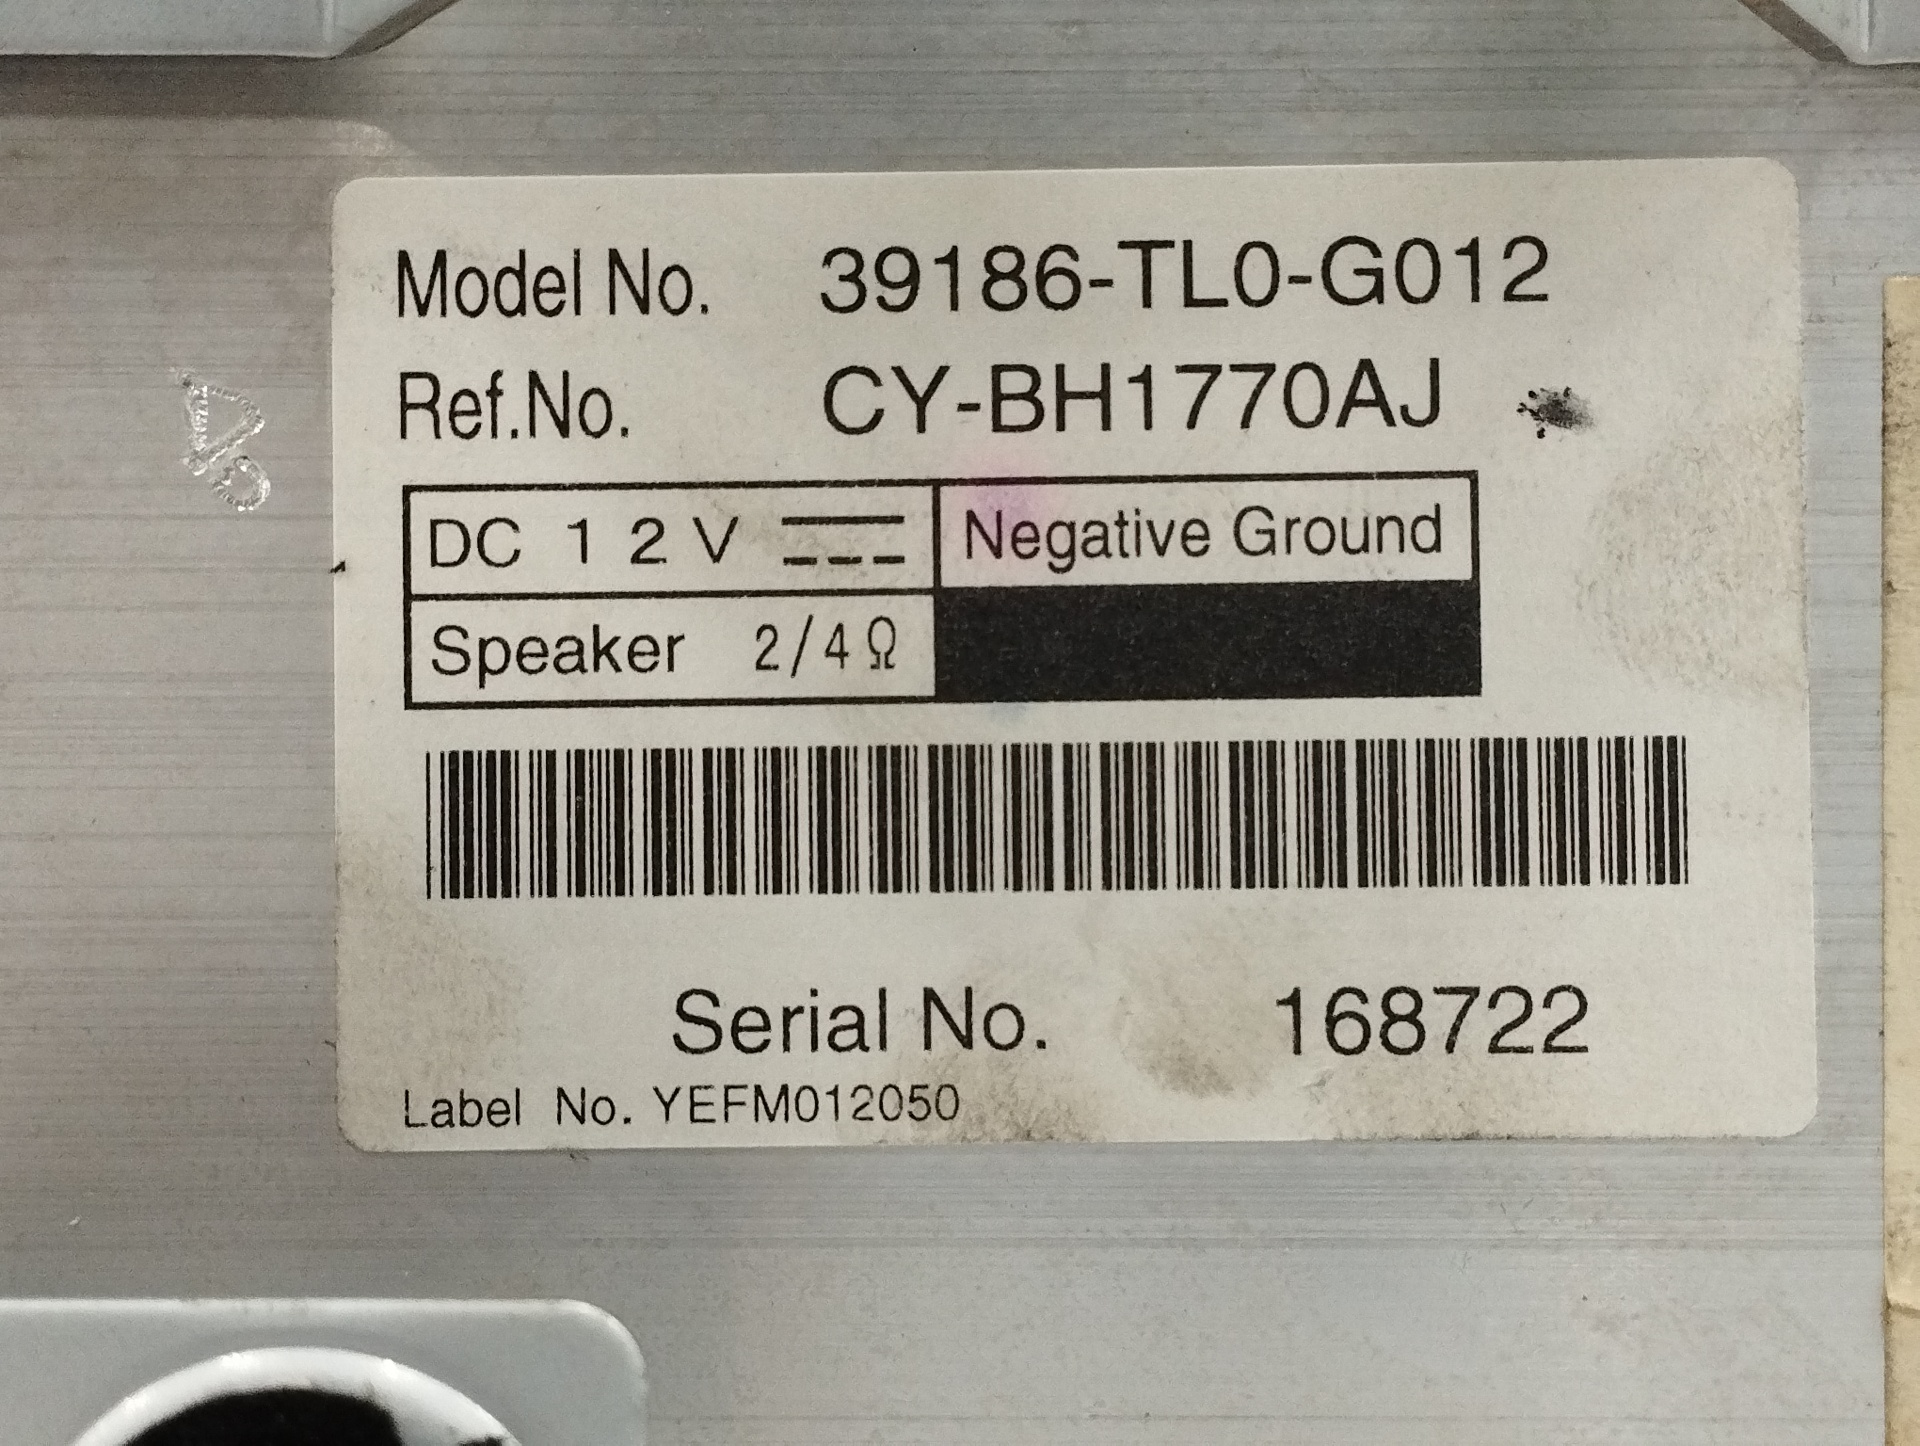 Model No. 39186-TL0-G012
Ref.No. CY-BH1770AJ
DC 12V Negative Ground
Speaker 2/4Ω
Serial No. 168722
Label No. YEFM012050